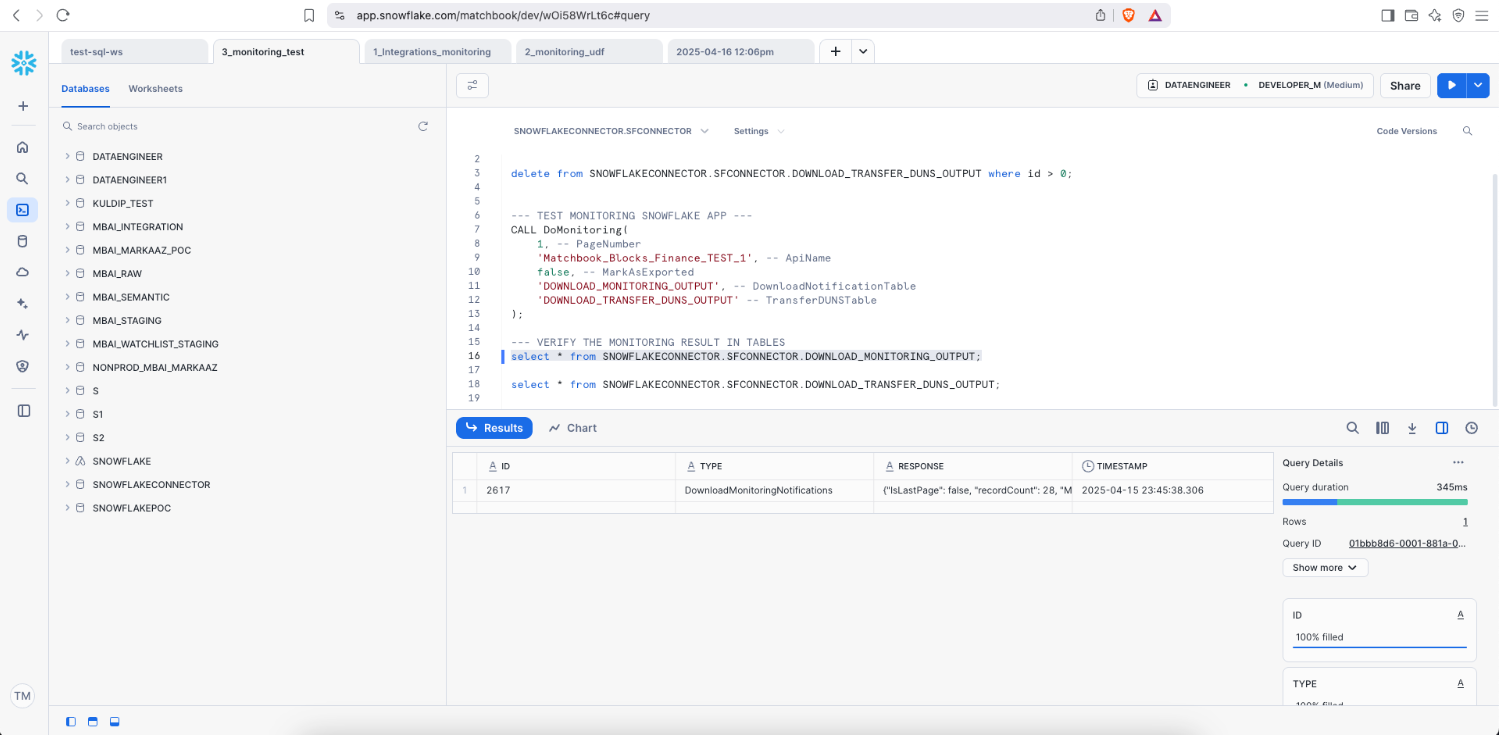 app.snowflake.com/matchbook/dev/wOi58WrLt6c#query
test-sql-ws
3_monitoring_test
1_Integrations_monitoring
2_monitoring_udf
2025-04-16 12:06pm
Databases
Worksheets
DATAENGINEER
DEVELOPER_M (Medium)
Share
Search objects
SNOWFLAKECONNECTOR.SFCONNECTOR
Settings
Code Versions
DATAENGINEER
DATAENGINEER1
KULDIP_TEST
MBAI_INTEGRATION
MBAI_MARKAAZ_POC
MBAI_RAW
MBAI_SEMANTIC
MBAI_STAGING
MBAI_WATCHLIST_STAGING
NONPROD_MBAI_MARKAAZ
S
S1
S2
SNOWFLAKE
SNOWFLAKECONNECTOR
SNOWFLAKEPOC
TM
2
3 delete from SNOWFLAKECONNECTOR.SFCONNECTOR.DOWNLOAD_TRANSFER_DUNS_OUTPUT where id > 0;
4
5
6 --- TEST MONITORING SNOWFLAKE APP ---
7 CALL DoMonitoring(
8 1, -- PageNumber
9 'Matchbook_Blocks_Finance_TEST_1', -- ApiName
10 false, -- MarkAsExported
11 'DOWNLOAD_MONITORING_OUTPUT', -- DownloadNotificationTable
12 'DOWNLOAD_TRANSFER_DUNS_OUTPUT' -- TransferDUNSTable
13 );
14
15 --- VERIFY THE MONITORING RESULT IN TABLES
16 select * from SNOWFLAKECONNECTOR.SFCONNECTOR.DOWNLOAD_MONITORING_OUTPUT;
17
18 select * from SNOWFLAKECONNECTOR.SFCONNECTOR.DOWNLOAD_TRANSFER_DUNS_OUTPUT;
19
Results
Chart
A ID
A TYPE
A RESPONSE
TIMESTAMP
1 2617 DownloadMonitoringNotifications {"IsLastPage": false, "recordCount": 28, "M 2025-04-15 23:45:38.306
Query Details
...
Query duration 345ms
Rows 1
Query ID 01bbb8d6-0001-881a-0...
Show more
ID A
100% filled
TYPE A
100% filled